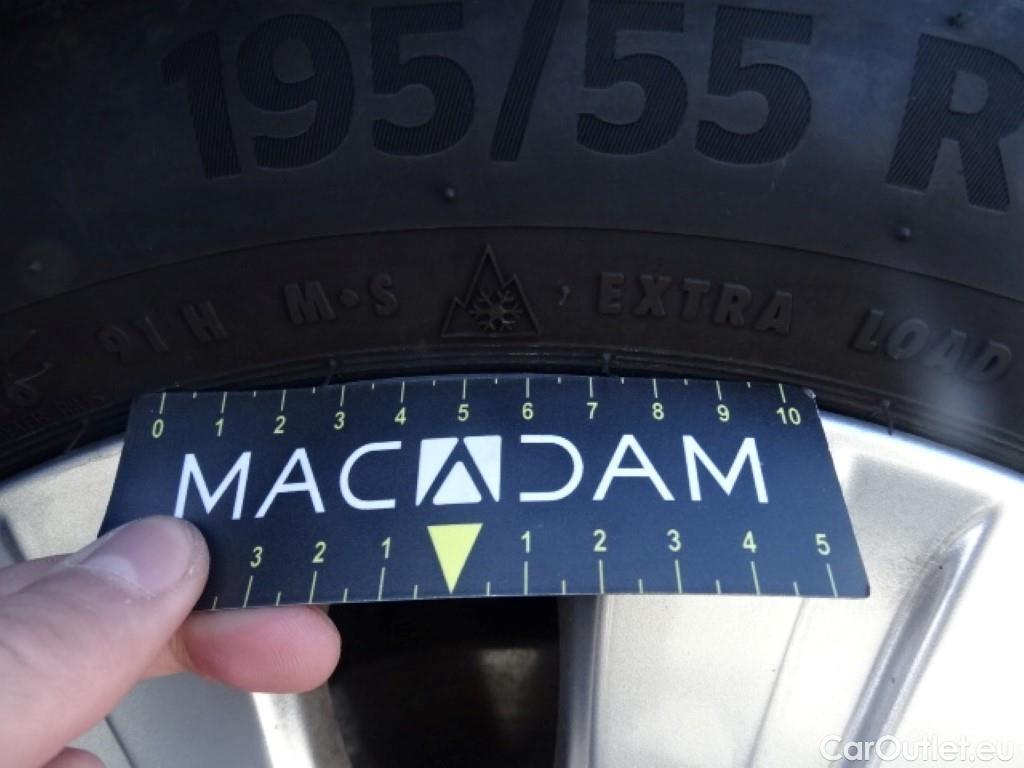 195/55 R
91 H M·S EXTRA LOAD
0 1 2 3 4 5 6 7 8 9 10
MACADAM
3 2 1 1 2 3 4 5
CarOutlet.eu